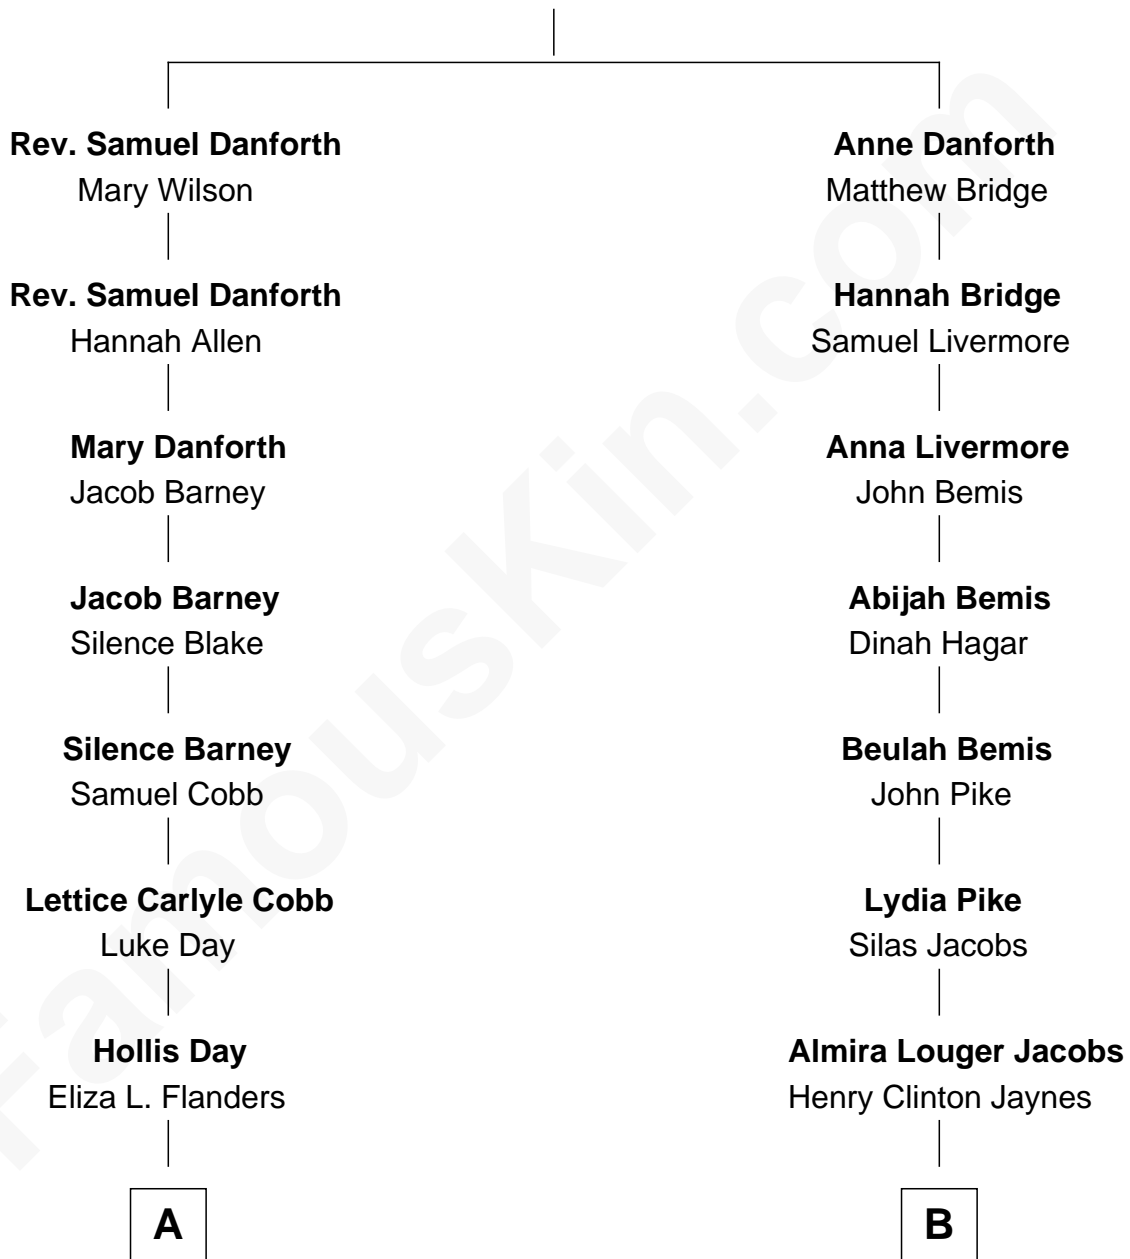 Rev. Samuel Danforth
Mary Wilson
Rev. Samuel Danforth
Hannah Allen
Mary Danforth
Jacob Barney
Jacob Barney
Silence Blake
Silence Barney
Samuel Cobb
Lettice Carlyle Cobb
Luke Day
Hollis Day
Eliza L. Flanders
A
Anne Danforth
Matthew Bridge
Hannah Bridge
Samuel Livermore
Anna Livermore
John Bemis
Abijah Bemis
Dinah Hagar
Beulah Bemis
John Pike
Lydia Pike
Silas Jacobs
Almira Louger Jacobs
Henry Clinton Jaynes
B
FamousKin.com